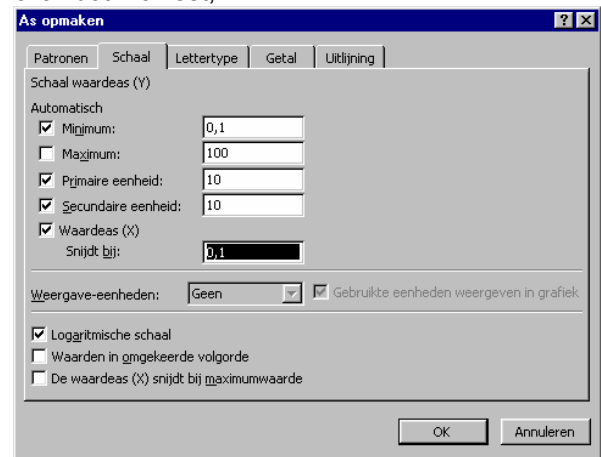 As opmaken
Patronen Schaal Lettertype Getal Uitlijning
Schaal waardeas (Y)
Automatisch
Minimum: 0,1
Maximum: 100
Primaire eenheid: 10
Secundaire eenheid: 10
Waardeas (X)
Snijdt bij: 0,1
Weergave-eenheden: Geen Gebruikte eenheden weergeven in grafiek
Logaritmische schaal
Waarden in omgekeerde volgorde
De waardeas (X) snijdt bij maximumwaarde
OK Annuleren